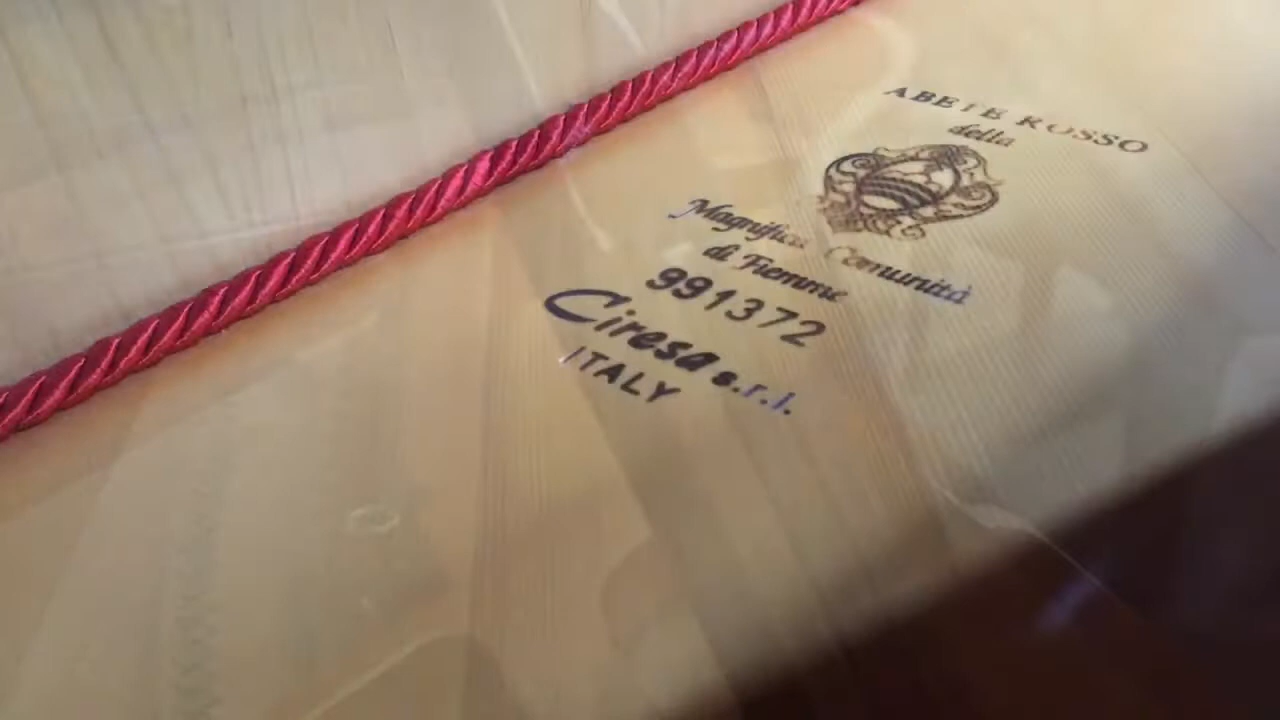 ABETE ROSSO
della
Magnifica Comunità
di Fiemme
991372
Ciresa s.r.l.
ITALY